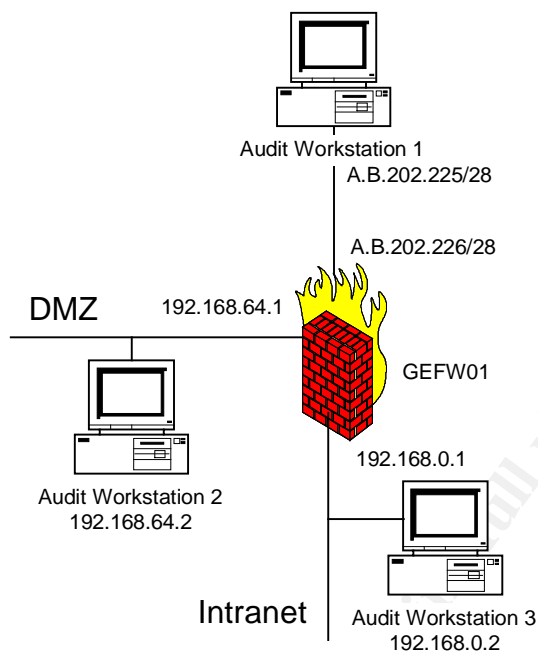 Audit Workstation 1
A.B.202.225/28
A.B.202.226/28
DMZ
192.168.64.1
GEFW01
192.168.0.1
Audit Workstation 2
192.168.64.2
Intranet
Audit Workstation 3
192.168.0.2